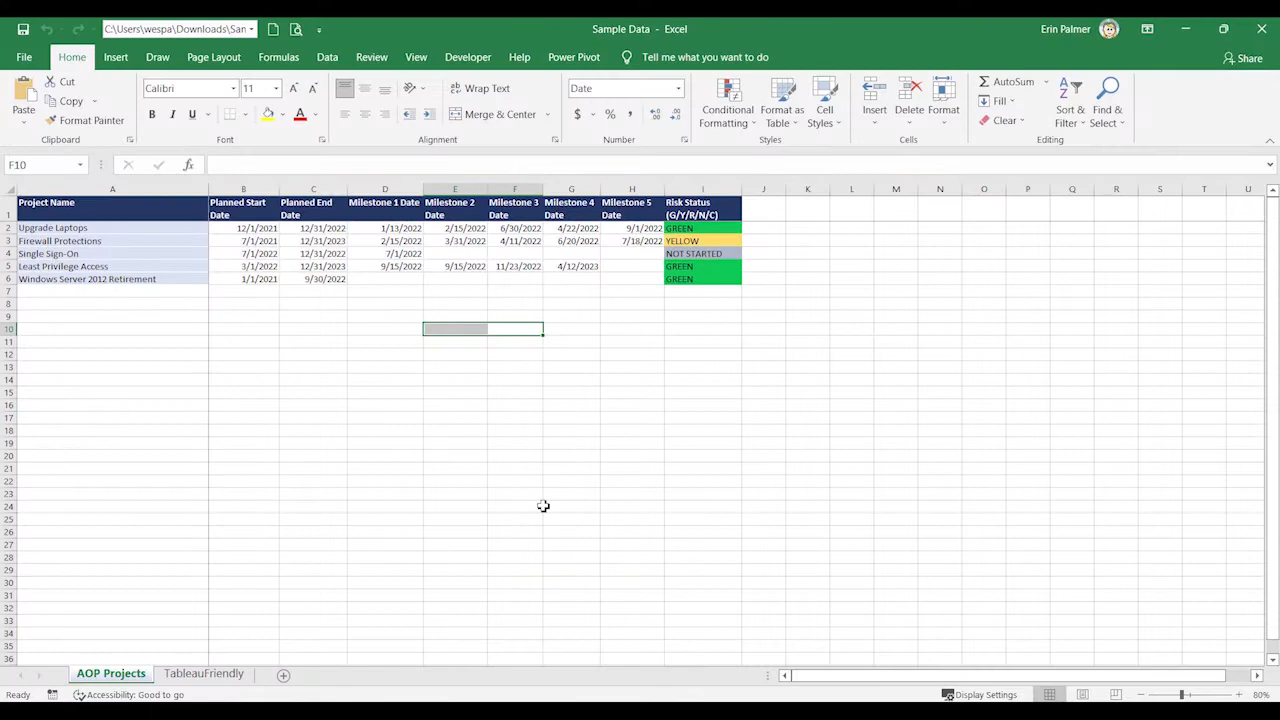 C:\Users\wespa\Downloads\San
Sample Data - Excel
Erin Palmer
File Home Insert Draw Page Layout Formulas Data Review View Developer Help Power Pivot Tell me what you want to do Share
Paste
Cut
Copy
Format Painter
Calibri 11
B I U
Wrap Text
Merge & Center
Date
$ % ,
Conditional Formatting
Format as Table
Cell Styles
Insert Delete Format
AutoSum
Fill
Clear
Sort & Filter
Find & Select
Clipboard Font Alignment Number Styles Cells Editing
F10 fx
A B C D E F G H I J K L M N O P Q R S T U
1 Project Name Planned Start Date Planned End Date Milestone 1 Date Milestone 2 Date Milestone 3 Date Milestone 4 Date Milestone 5 Date Risk Status (G/Y/R/N/C)
2 Upgrade Laptops 12/1/2021 12/31/2022 1/13/2022 2/15/2022 6/30/2022 4/22/2022 9/1/2022 GREEN
3 Firewall Protections 7/1/2021 12/31/2023 2/15/2022 3/31/2022 4/11/2022 6/20/2022 7/18/2022 YELLOW
4 Single Sign-On 7/1/2022 12/31/2022 7/1/2022 NOT STARTED
5 Least Privilege Access 3/1/2022 12/31/2023 9/15/2022 9/15/2022 11/23/2022 4/12/2023 GREEN
6 Windows Server 2012 Retirement 1/1/2021 9/30/2022 GREEN
7
8
9
10
11
12
13
14
15
16
17
18
19
20
21
22
23
24
25
26
27
28
29
30
31
32
33
34
35
36
AOP Projects TableauFriendly
Ready Accessibility: Good to go Display Settings 80%